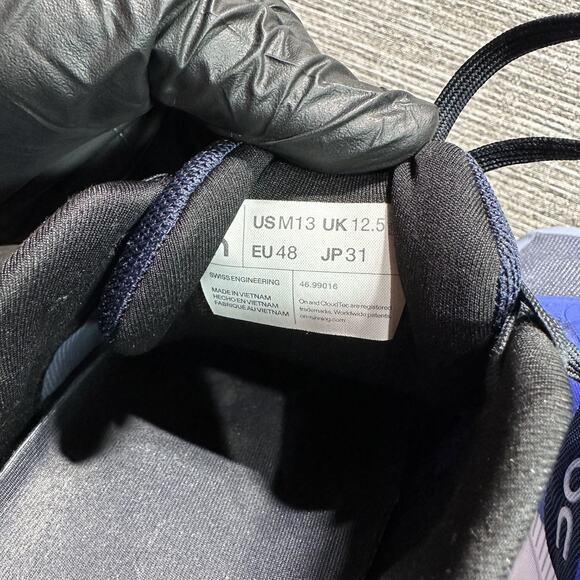 US M13 UK 12.5
EU 48 JP 31
SWISS ENGINEERING
46.99016
MADE IN VIETNAM
HECHO EN VIETNAM
FABRIQUÉ AU VIETNAM
On and CloudTec are registered
trademarks. Worldwide patents
on-running.com